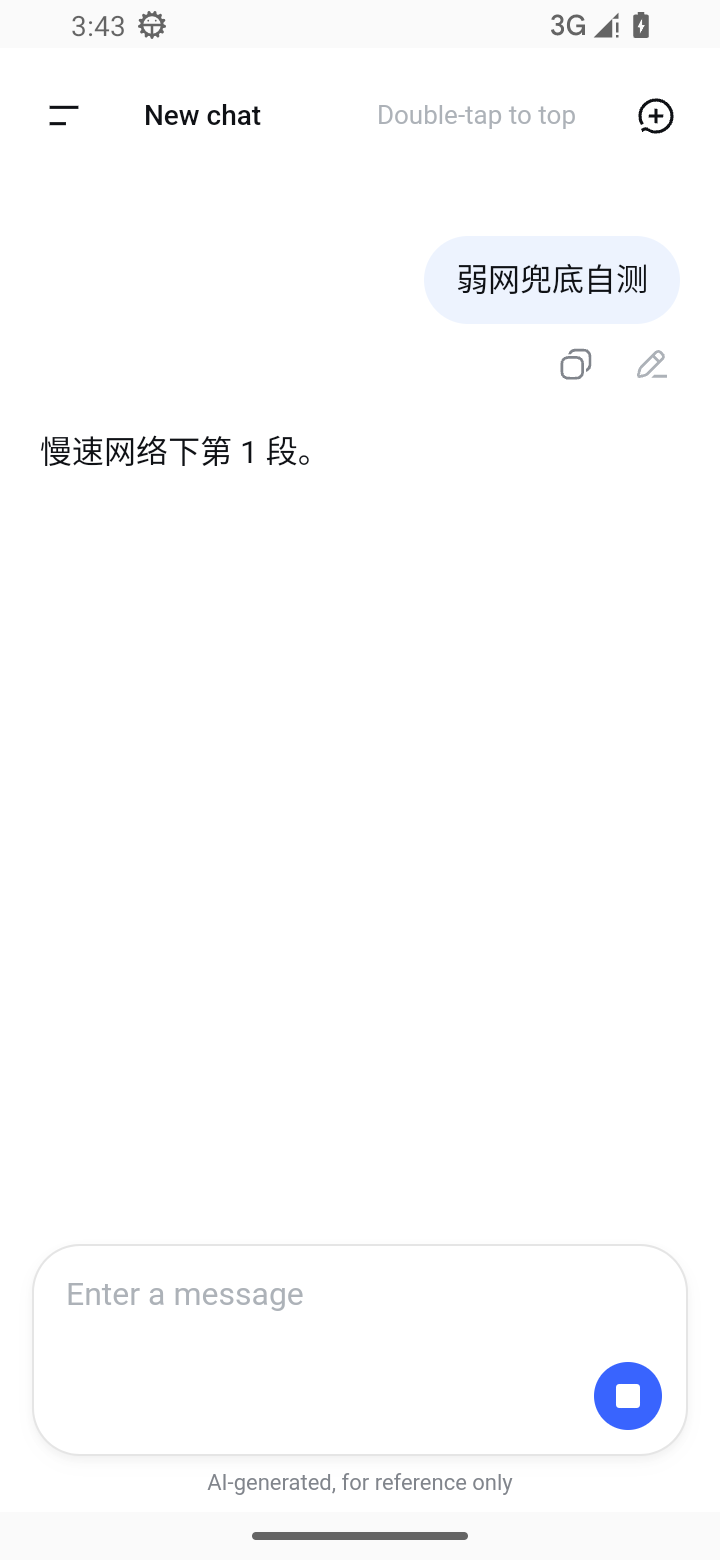 3:43
3G
New chat
Double-tap to top
弱网兜底自测
慢速网络下第 1 段。
Enter a message
AI-generated, for reference only